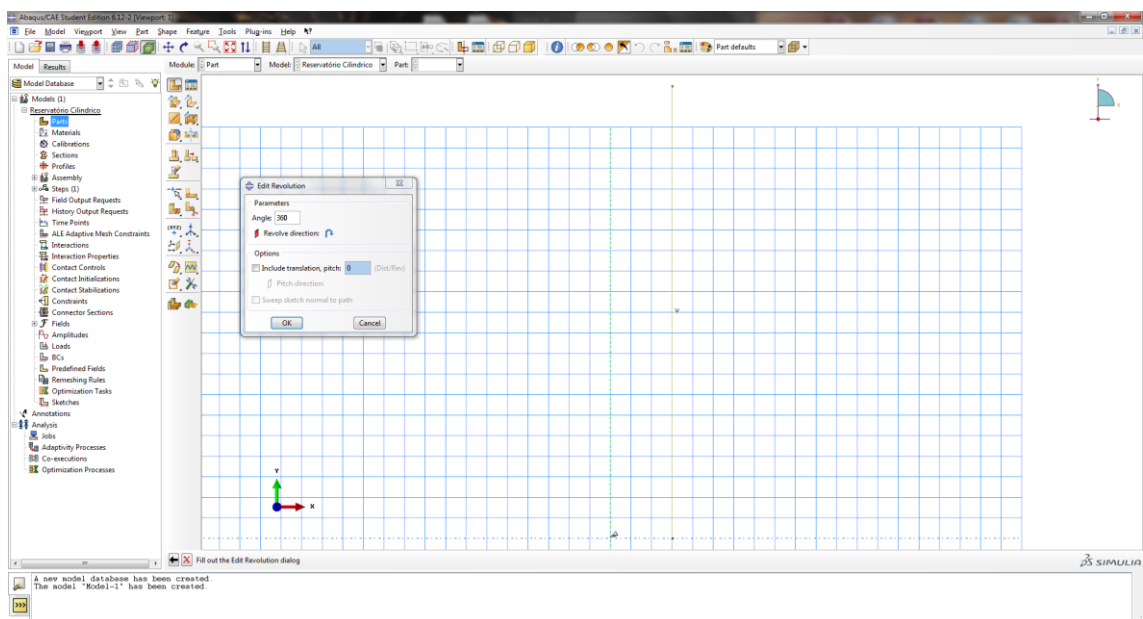 Abaqus/CAE Student Edition 6.12-2 [Viewport: 1]
File Model Viewport View Part Shape Feature Tools Plug-ins Help
All
Part defaults
Model Results
Module: Part Model: Reservatório Cilindrico Part:
Model Database
Models (1)
Reservatório Cilindrico
Parts
Materials
Calibrations
Sections
Profiles
Assembly
Steps (1)
Field Output Requests
History Output Requests
Time Points
ALE Adaptive Mesh Constraints
Interactions
Interaction Properties
Contact Controls
Contact Initializations
Contact Stabilizations
Constraints
Connector Sections
Fields
Amplitudes
Loads
BCs
Predefined Fields
Remeshing Rules
Optimization Tasks
Sketches
Annotations
Analysis
Jobs
Adaptivity Processes
Co-executions
Optimization Processes
Edit Revolution
Parameters
Angle: 360
Revolve direction:
Options
Include translation, pitch: 0 (Dist/Rev)
Pitch direction:
Sweep sketch normal to path
OK Cancel
V
Y
X
Fill out the Edit Revolution dialog
SIMULIA
A new model database has been created.
The model "Model-1" has been created.
>>>